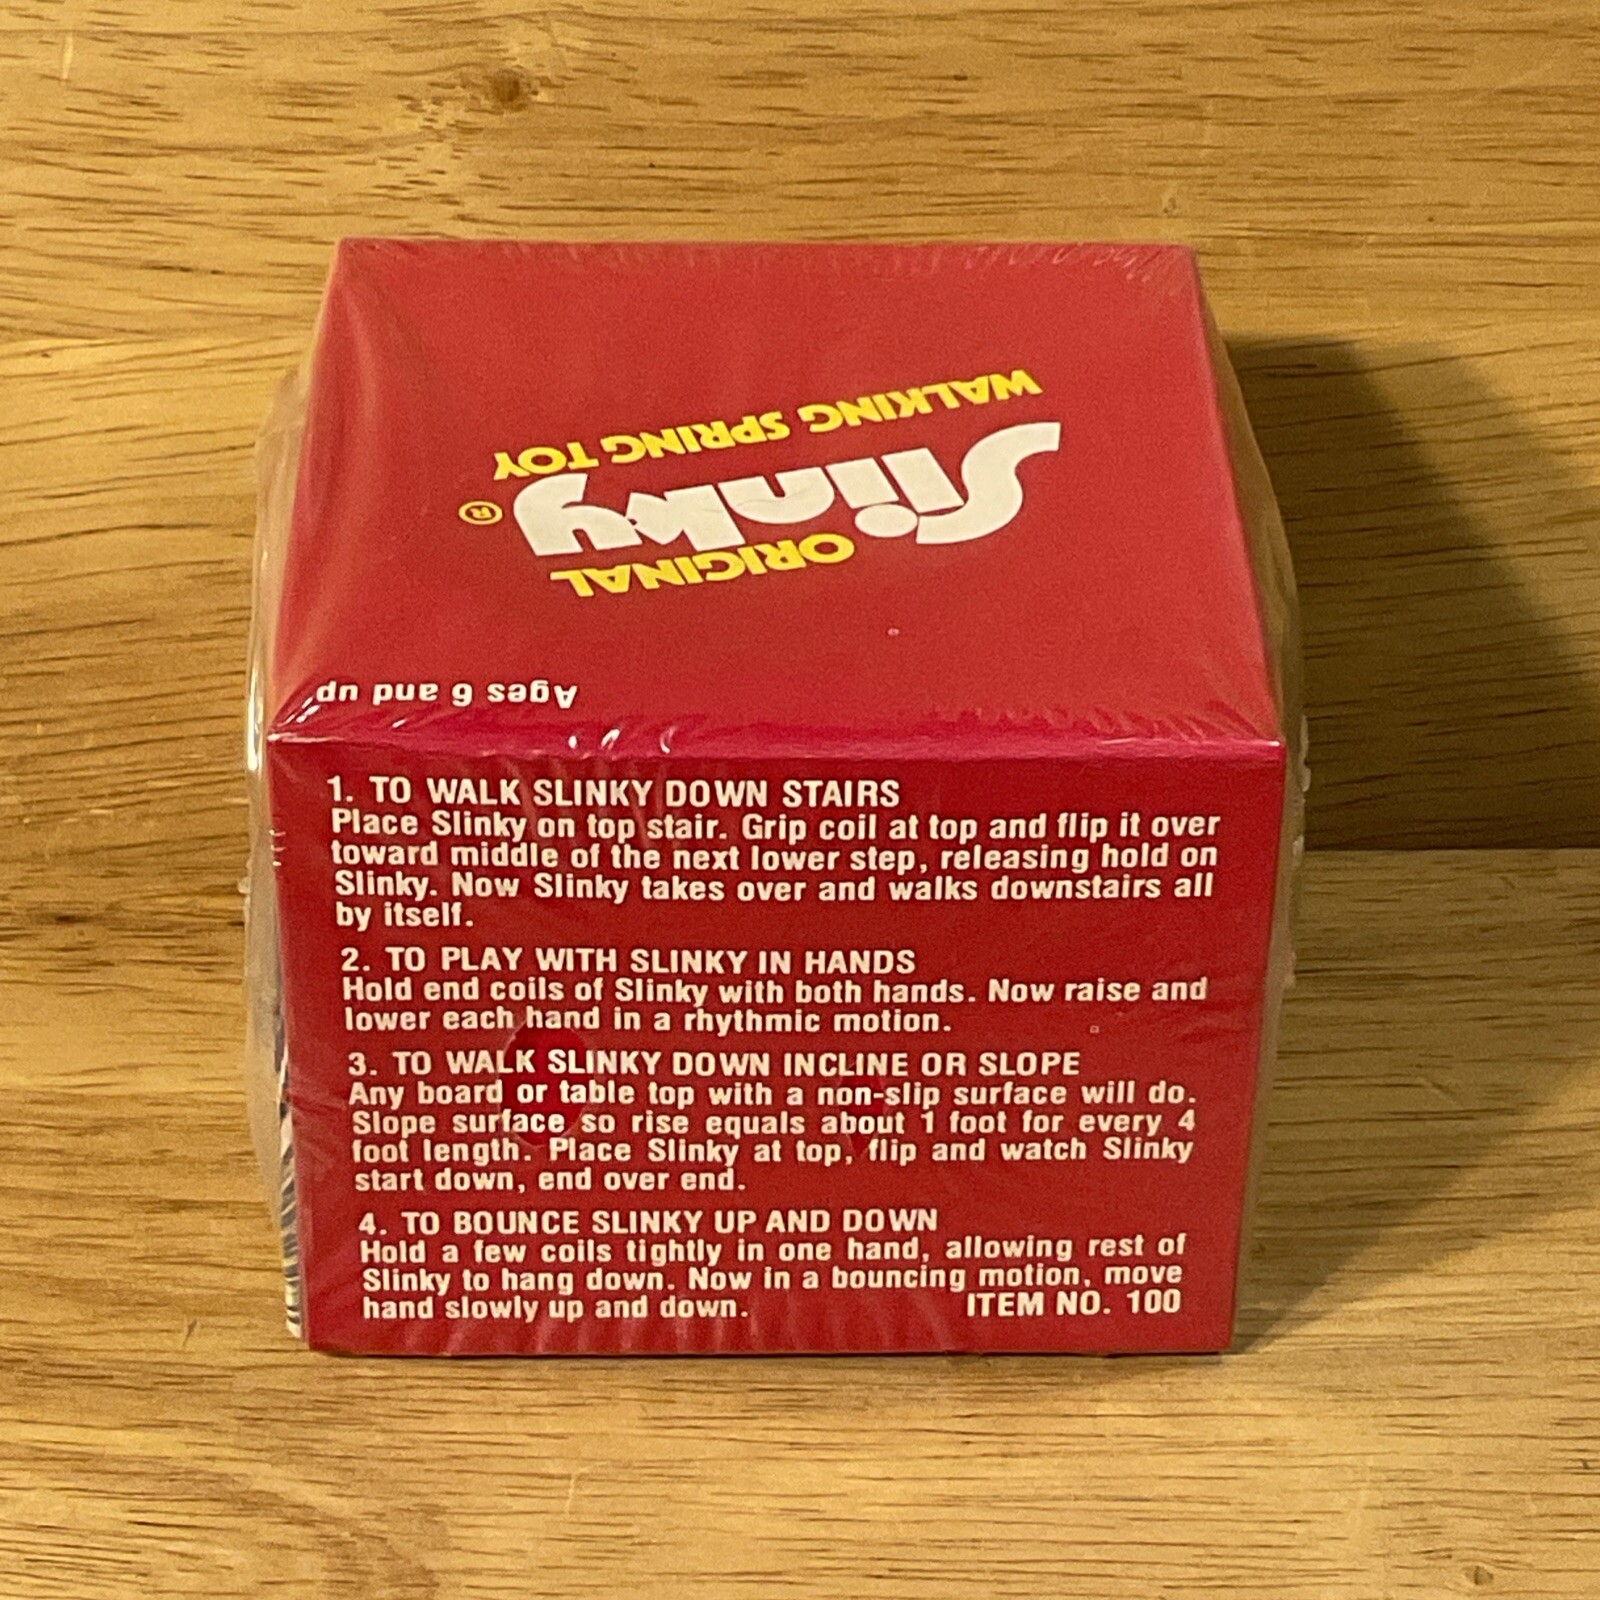 ORIGINAL
Slinky®
WALKING SPRING TOY
Ages 6 and up
1. TO WALK SLINKY DOWN STAIRS
Place Slinky on top stair. Grip coil at top and flip it over
toward middle of the next lower step, releasing hold on
Slinky. Now Slinky takes over and walks downstairs all
by itself.
2. TO PLAY WITH SLINKY IN HANDS
Hold end coils of Slinky with both hands. Now raise and
lower each hand in a rhythmic motion.
3. TO WALK SLINKY DOWN INCLINE OR SLOPE
Any board or table top with a non-slip surface will do.
Slope surface so rise equals about 1 foot for every 4
foot length. Place Slinky at top, flip and watch Slinky
start down, end over end.
4. TO BOUNCE SLINKY UP AND DOWN
Hold a few coils tightly in one hand, allowing rest of
Slinky to hang down. Now in a bouncing motion, move
hand slowly up and down. ITEM NO. 100